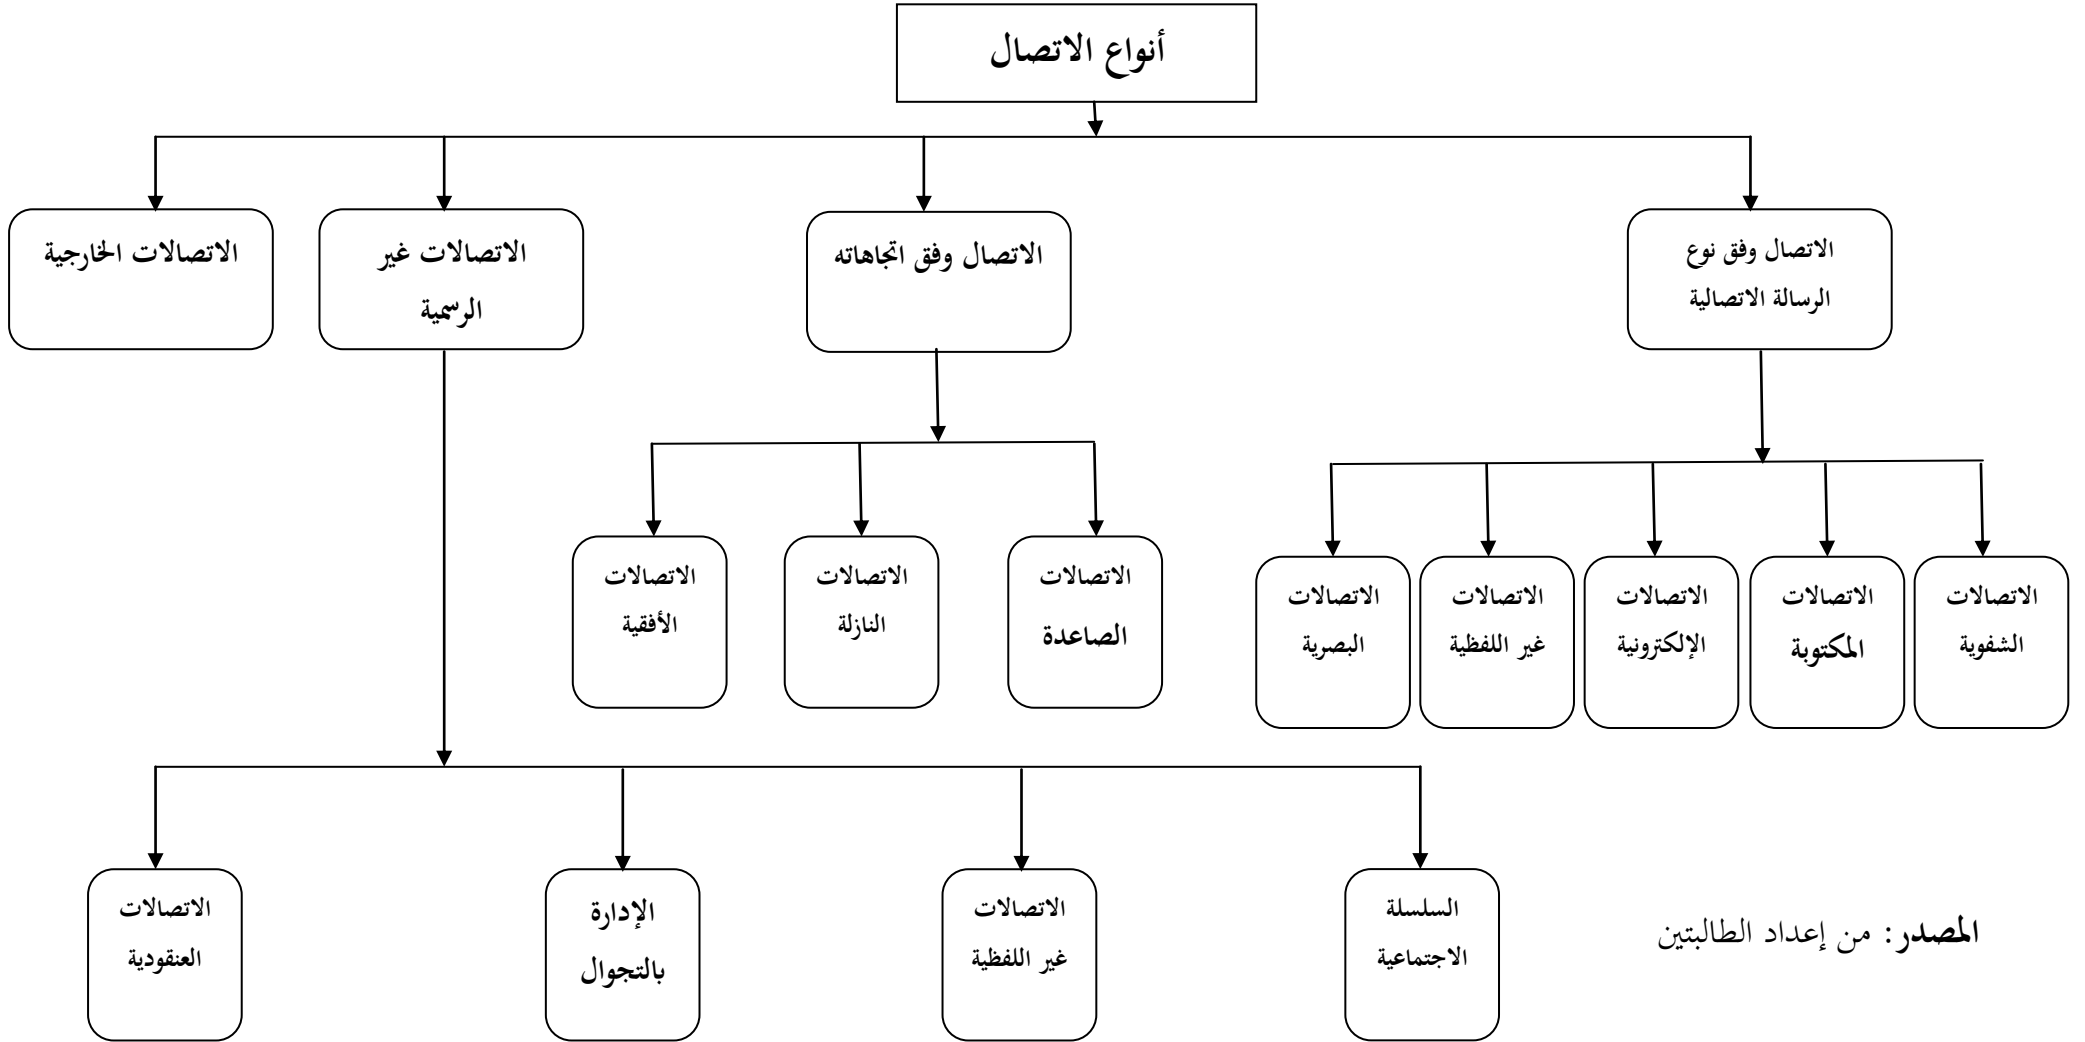 أنواع الاتصال
الاتصال وفق نوع
الرسالة الاتصالية
الاتصال وفق اتجاهاته
الاتصالات غير
الرسمية
الاتصالات الخارجية
الاتصالات
الشفوية
الاتصالات
المكتوبة
الاتصالات
الإلكترونية
الاتصالات
غير اللفظية
الاتصالات
البصرية
الاتصالات
الصاعدة
الاتصالات
النازلة
الاتصالات
الأفقية
السلسلة
الاجتماعية
الاتصالات
غير اللفظية
الإدارة
بالتجوال
الاتصالات
العنقودية
المصدر: من إعداد الطالبتين